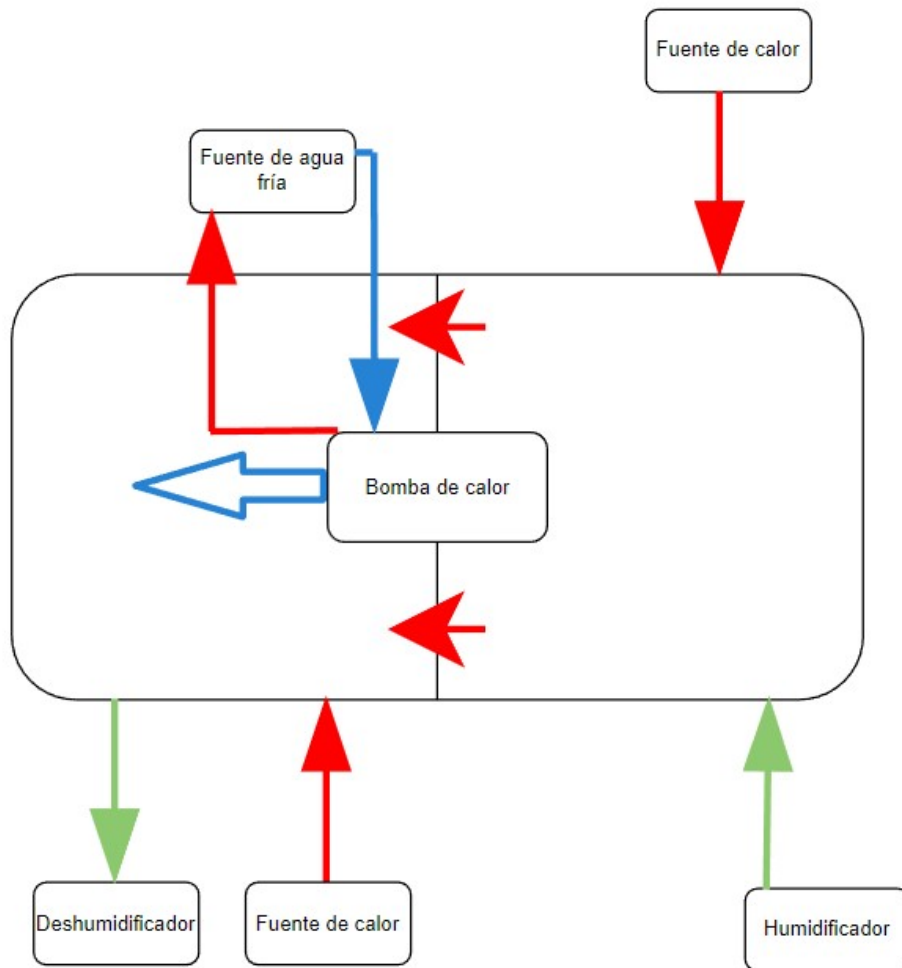 Fuente de calor
Fuente de agua
fría
Bomba de calor
Deshumidificador
Fuente de calor
Humidificador